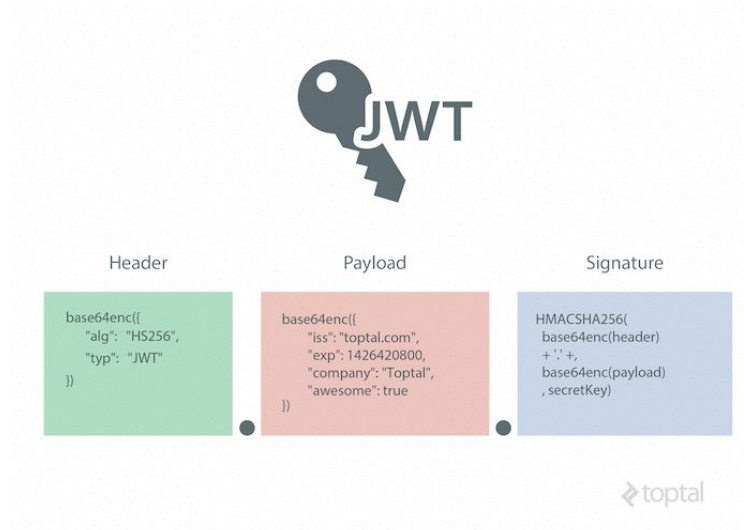 JWT
Header
Payload
Signature
base64enc({
"alg": "HS256",
"typ": "JWT"
})
base64enc({
"iss": "toptal.com",
"exp": 1426420800,
"company": "Toptal",
"awesome": true
})
HMACSHA256(
base64enc(header)
+ '.' +,
base64enc(payload)
, secretKey)
toptal